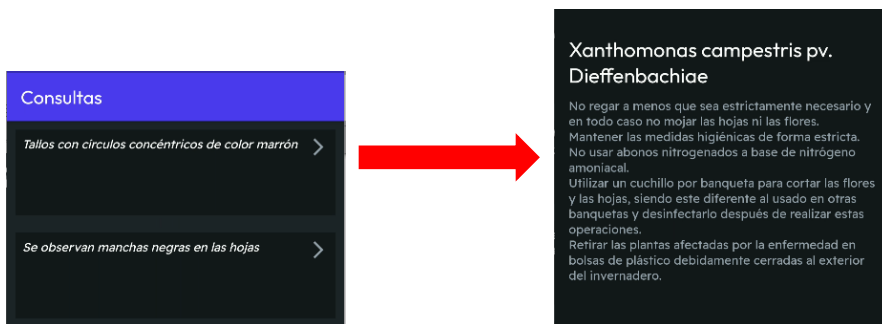 Consultas
Tallos con círculos concéntricos de color marrón
Se observan manchas negras en las hojas
Xanthomonas campestris pv.
Dieffenbachiae
No regar a menos que sea estrictamente necesario y
en todo caso no mojar las hojas ni las flores.
Mantener las medidas higiénicas de forma estricta.
No usar abonos nitrogenados a base de nitrógeno
amoniacal.
Utilizar un cuchillo por banqueta para cortar las flores
y las hojas, siendo este diferente al usado en otras
banquetas y desinfectarlo después de realizar estas
operaciones.
Retirar las plantas afectadas por la enfermedad en
bolsas de plástico debidamente cerradas al exterior
del invernadero.